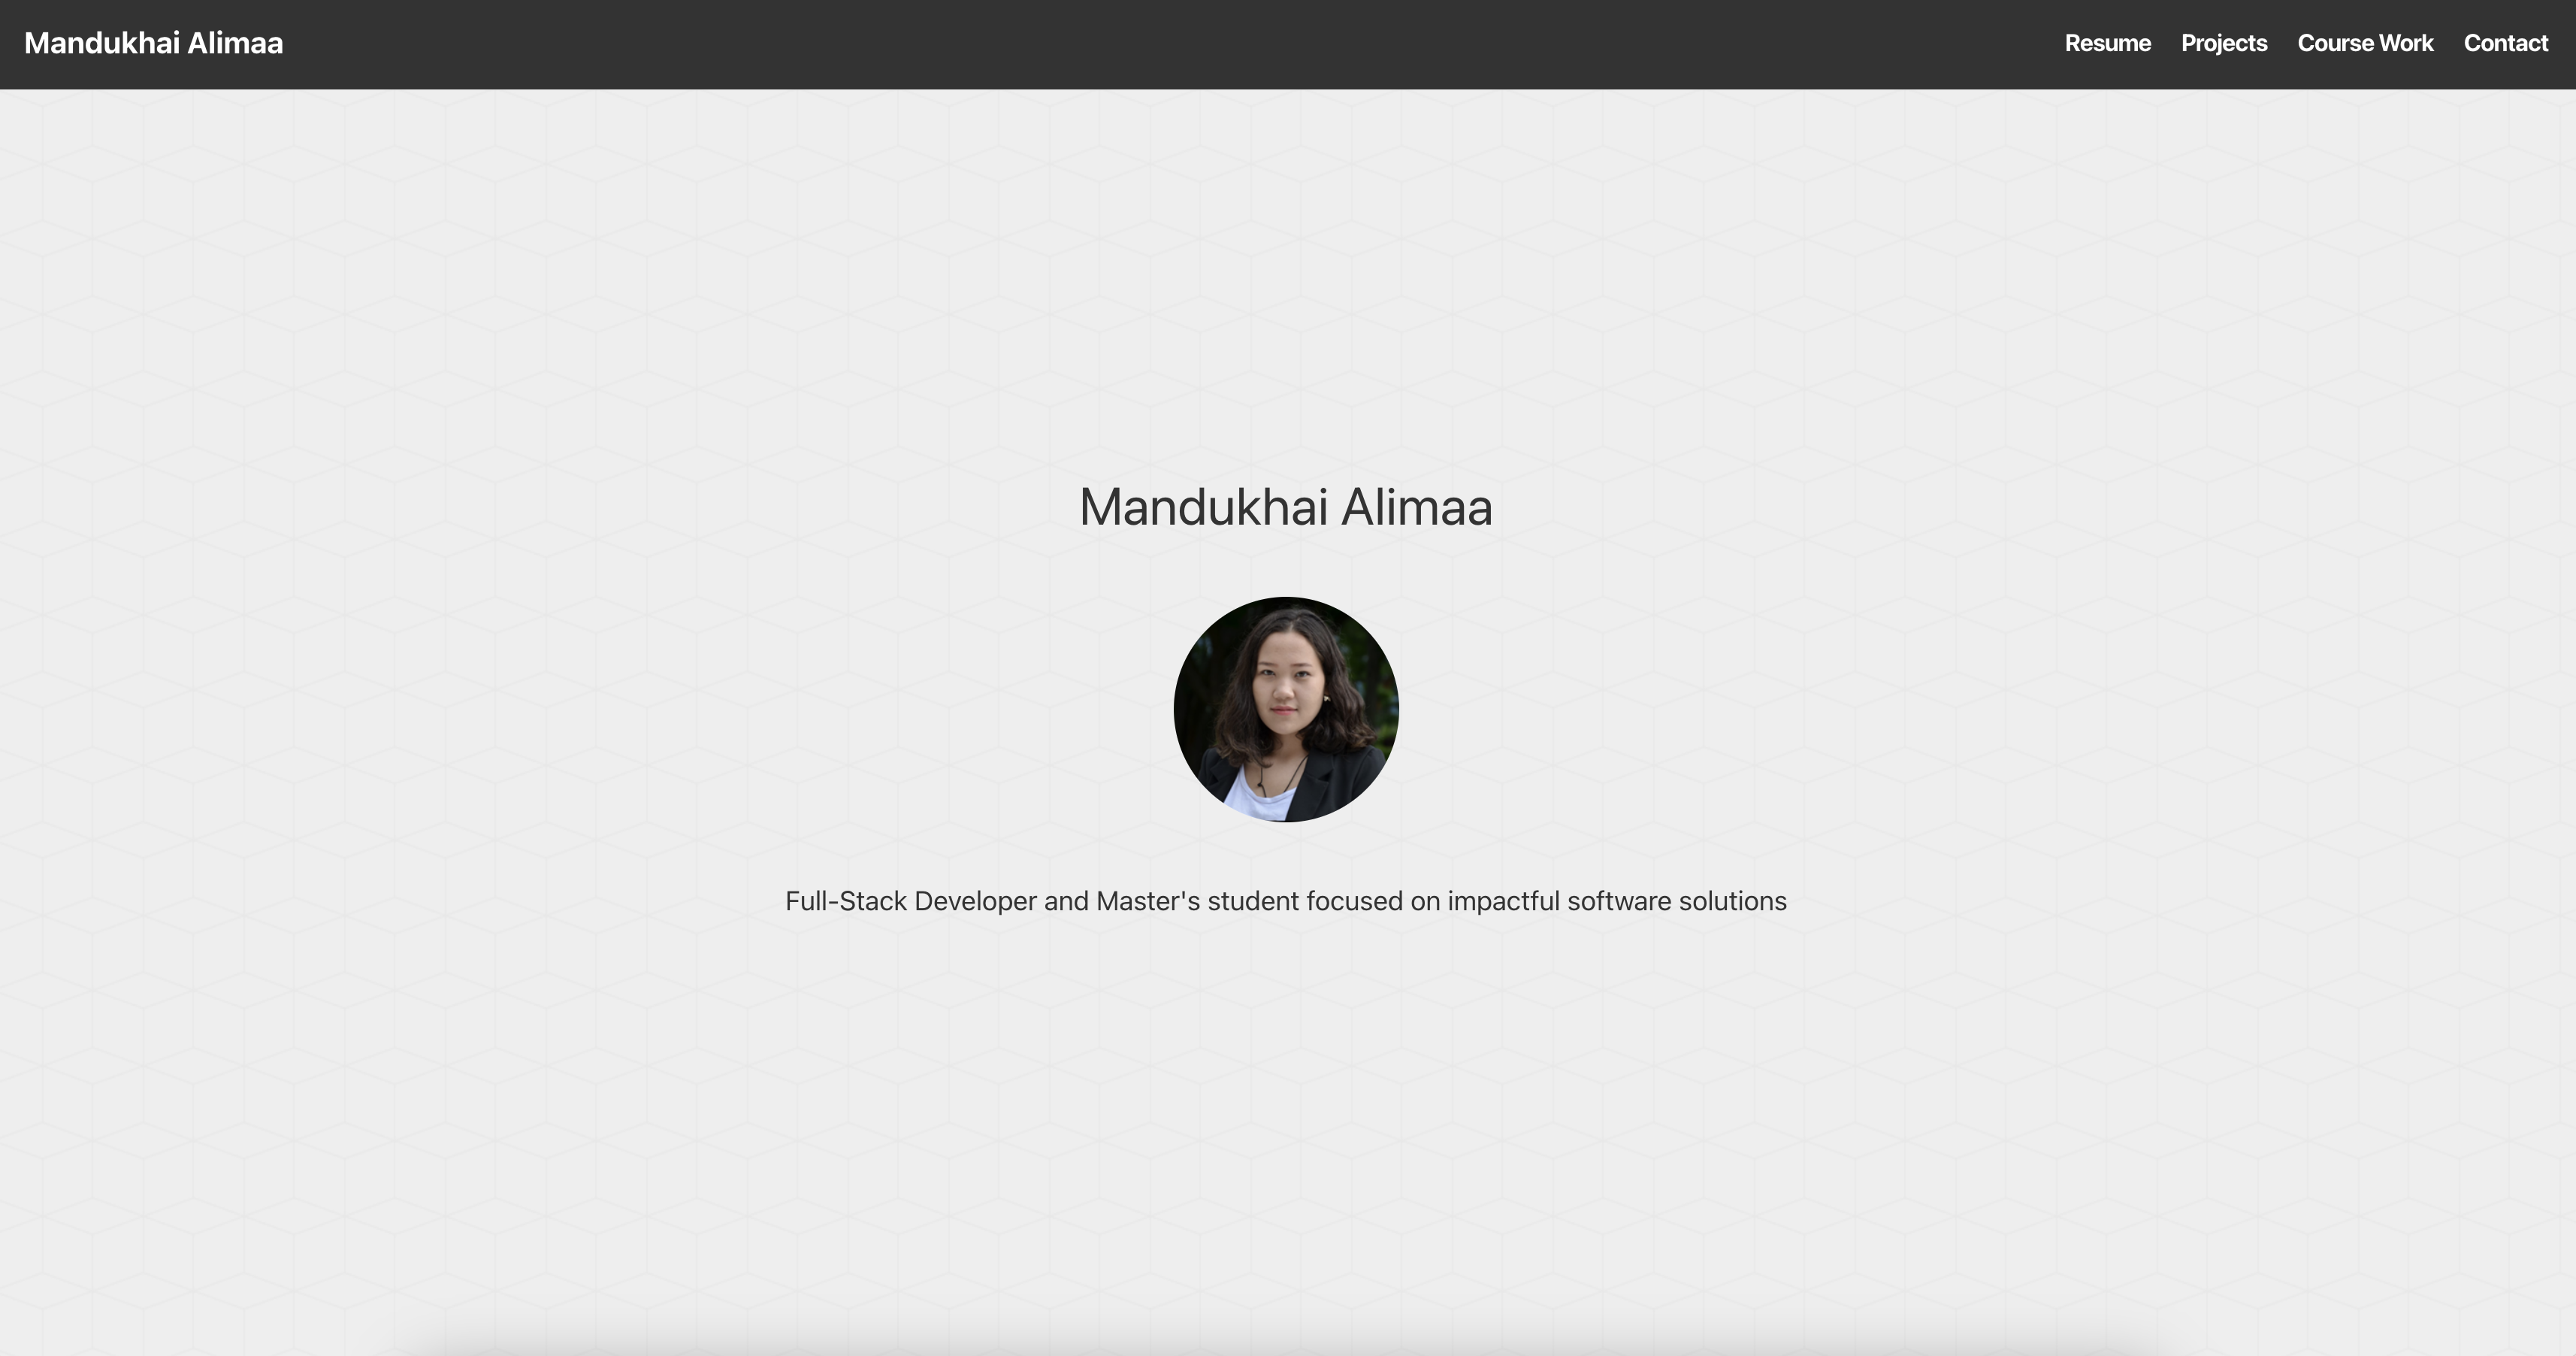 Mandukhai Alimaa
Resume Projects Course Work Contact
Mandukhai Alimaa
Full-Stack Developer and Master's student focused on impactful software solutions